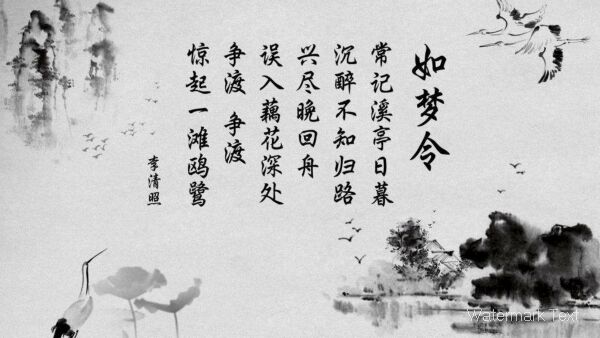 如梦令
常记溪亭日暮
沉醉不知归路
兴尽晚回舟
误入藕花深处
争渡 争渡
惊起一滩鸥鹭
李清照
Watermark Text